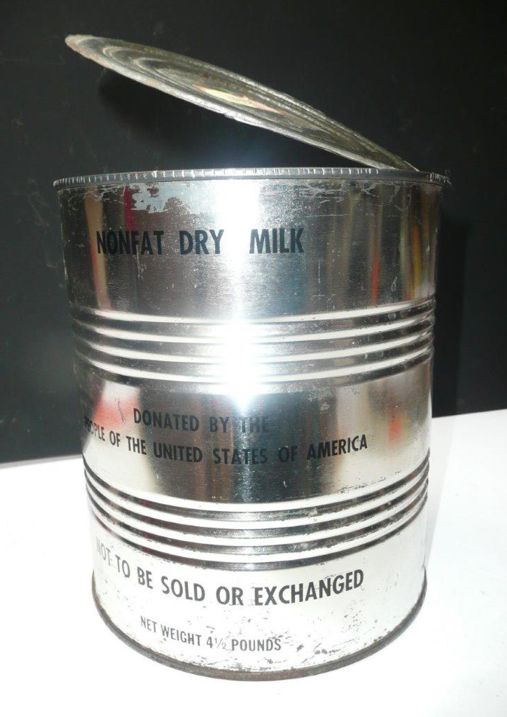 NONFAT DRY MILK
DONATED BY THE
PEOPLE OF THE UNITED STATES OF AMERICA
NOT TO BE SOLD OR EXCHANGED
NET WEIGHT 4½ POUNDS